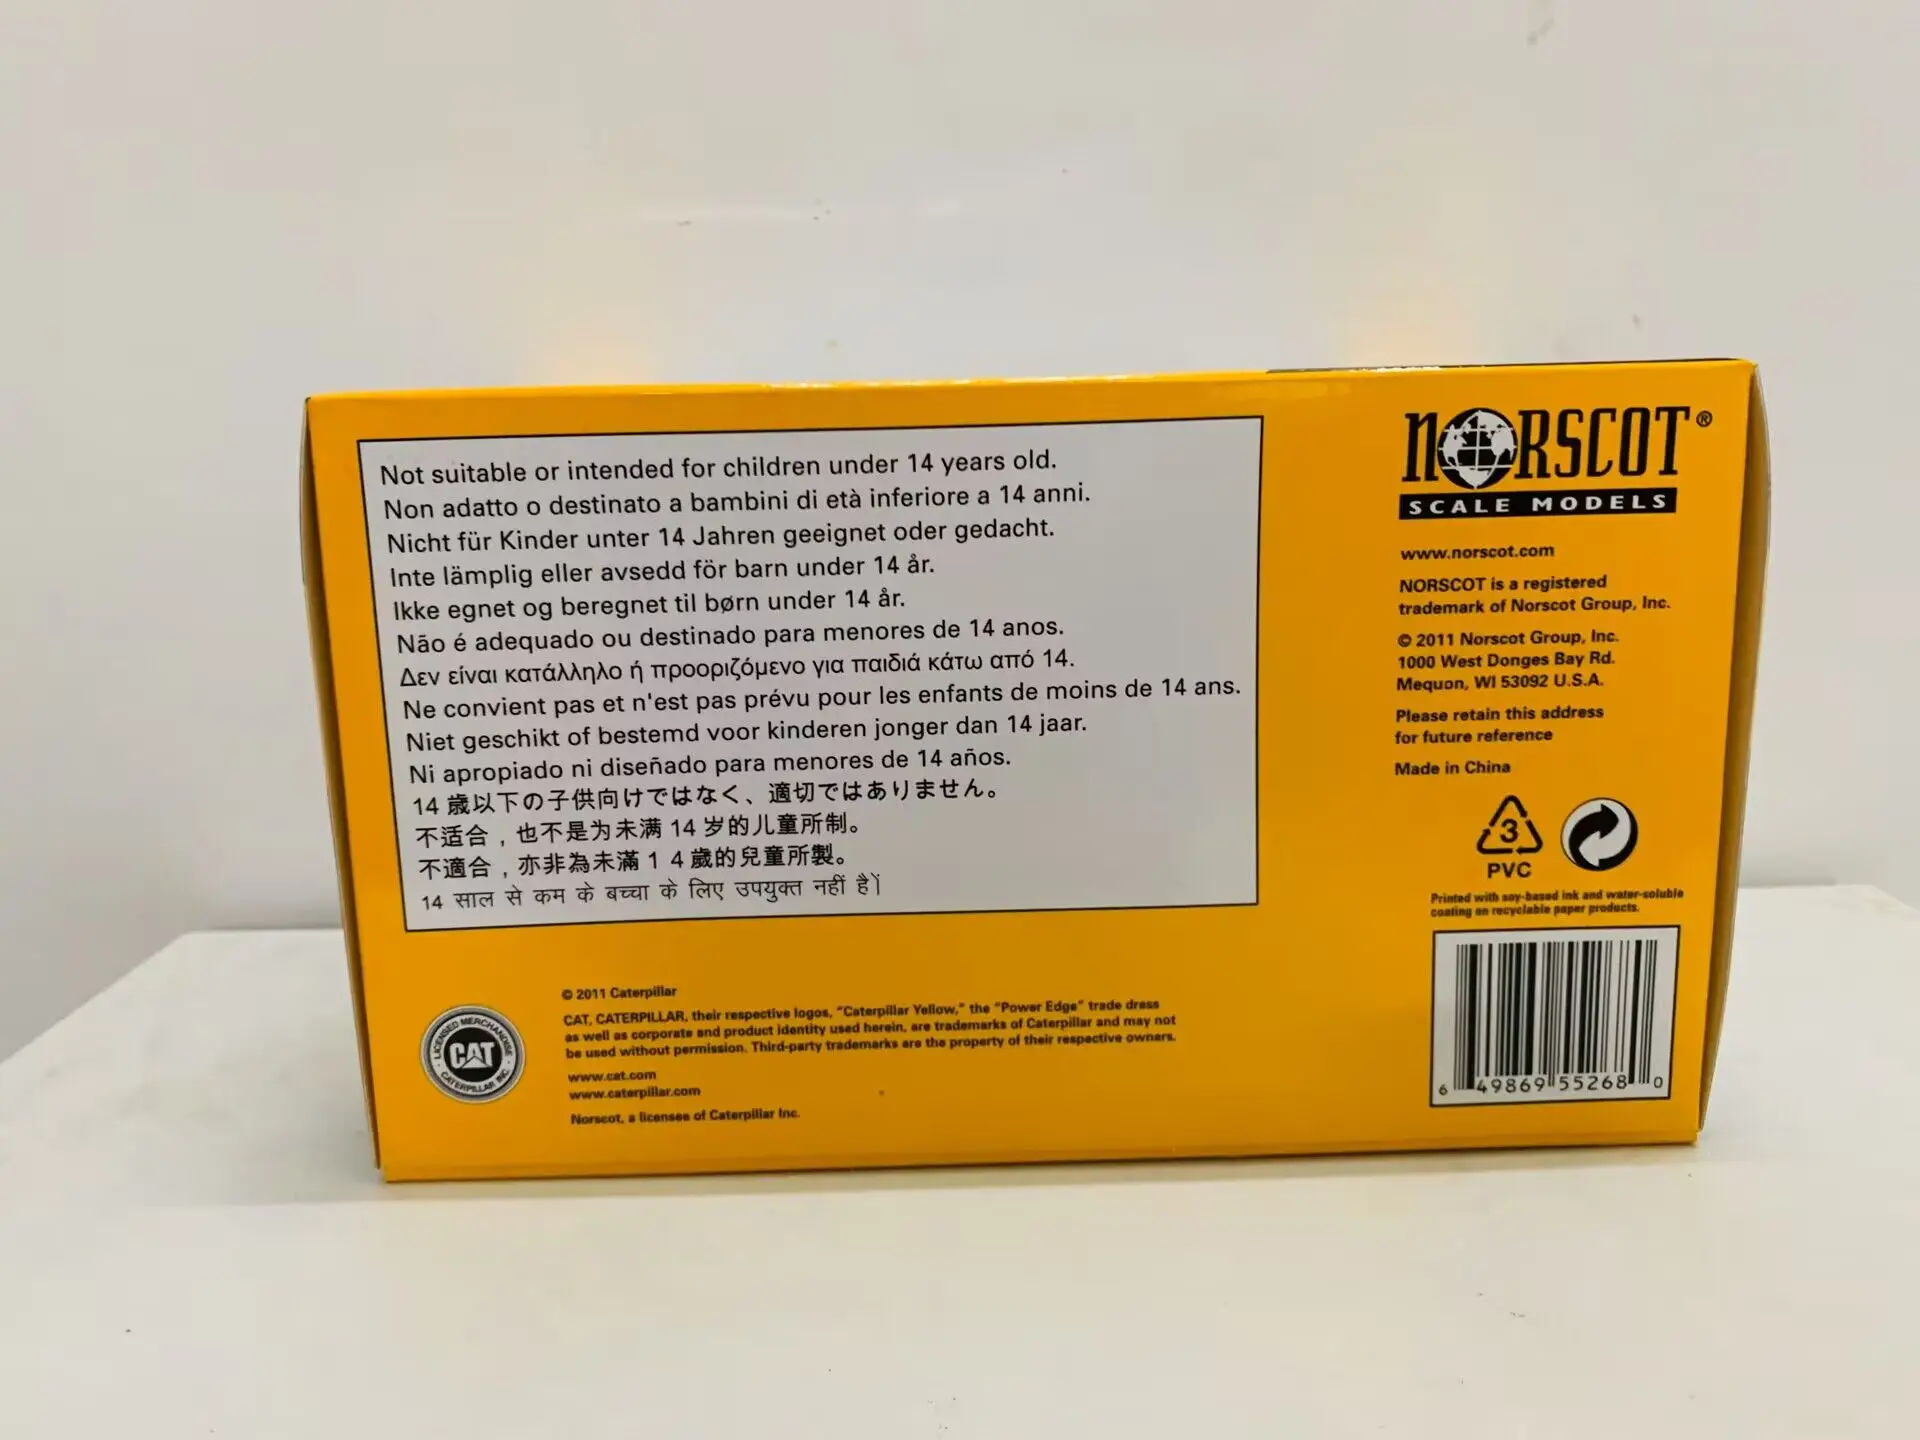 Not suitable or intended for children under 14 years old.
Non adatto o destinato a bambini di età inferiore a 14 anni.
Nicht für Kinder unter 14 Jahren geeignet oder gedacht.
Inte lämplig eller avsedd för barn under 14 år.
Ikke egnet og beregnet til børn under 14 år.
Não é adequado ou destinado para menores de 14 anos.
Δεν είναι κατάλληλο ή προοριζόμενο για παιδιά κάτω από 14.
Ne convient pas et n'est pas prévu pour les enfants de moins de 14 ans.
Niet geschikt of bestemd voor kinderen jonger dan 14 jaar.
Ni apropiado ni diseñado para menores de 14 años.
14 歳以下の子供向けではなく、適切ではありません。
不适合，也不是为未满 14 岁的儿童所制。
不適合，亦非為未滿 1 4 歲的兒童所製。
14 साल से कम के बच्चा के लिए उपयुक्त नहीं है|
NORSCOT®
SCALE MODELS
www.norscot.com
NORSCOT is a registered
trademark of Norscot Group, Inc.
© 2011 Norscot Group, Inc.
1000 West Donges Bay Rd.
Mequon, WI 53092 U.S.A.
Please retain this address
for future reference
Made in China
3
PVC
Printed with soy-based ink and water-soluble
coating on recyclable paper products.
6 49869 55268 0
LICENSED MERCHANDISE
CAT
CATERPILLAR INC.
© 2011 Caterpillar
CAT, CATERPILLAR, their respective logos, "Caterpillar Yellow," the "Power Edge" trade dress
as well as corporate and product identity used herein, are trademarks of Caterpillar and may not
be used without permission. Third-party trademarks are the property of their respective owners.
www.cat.com
www.caterpillar.com
Norscot, a licensee of Caterpillar Inc.